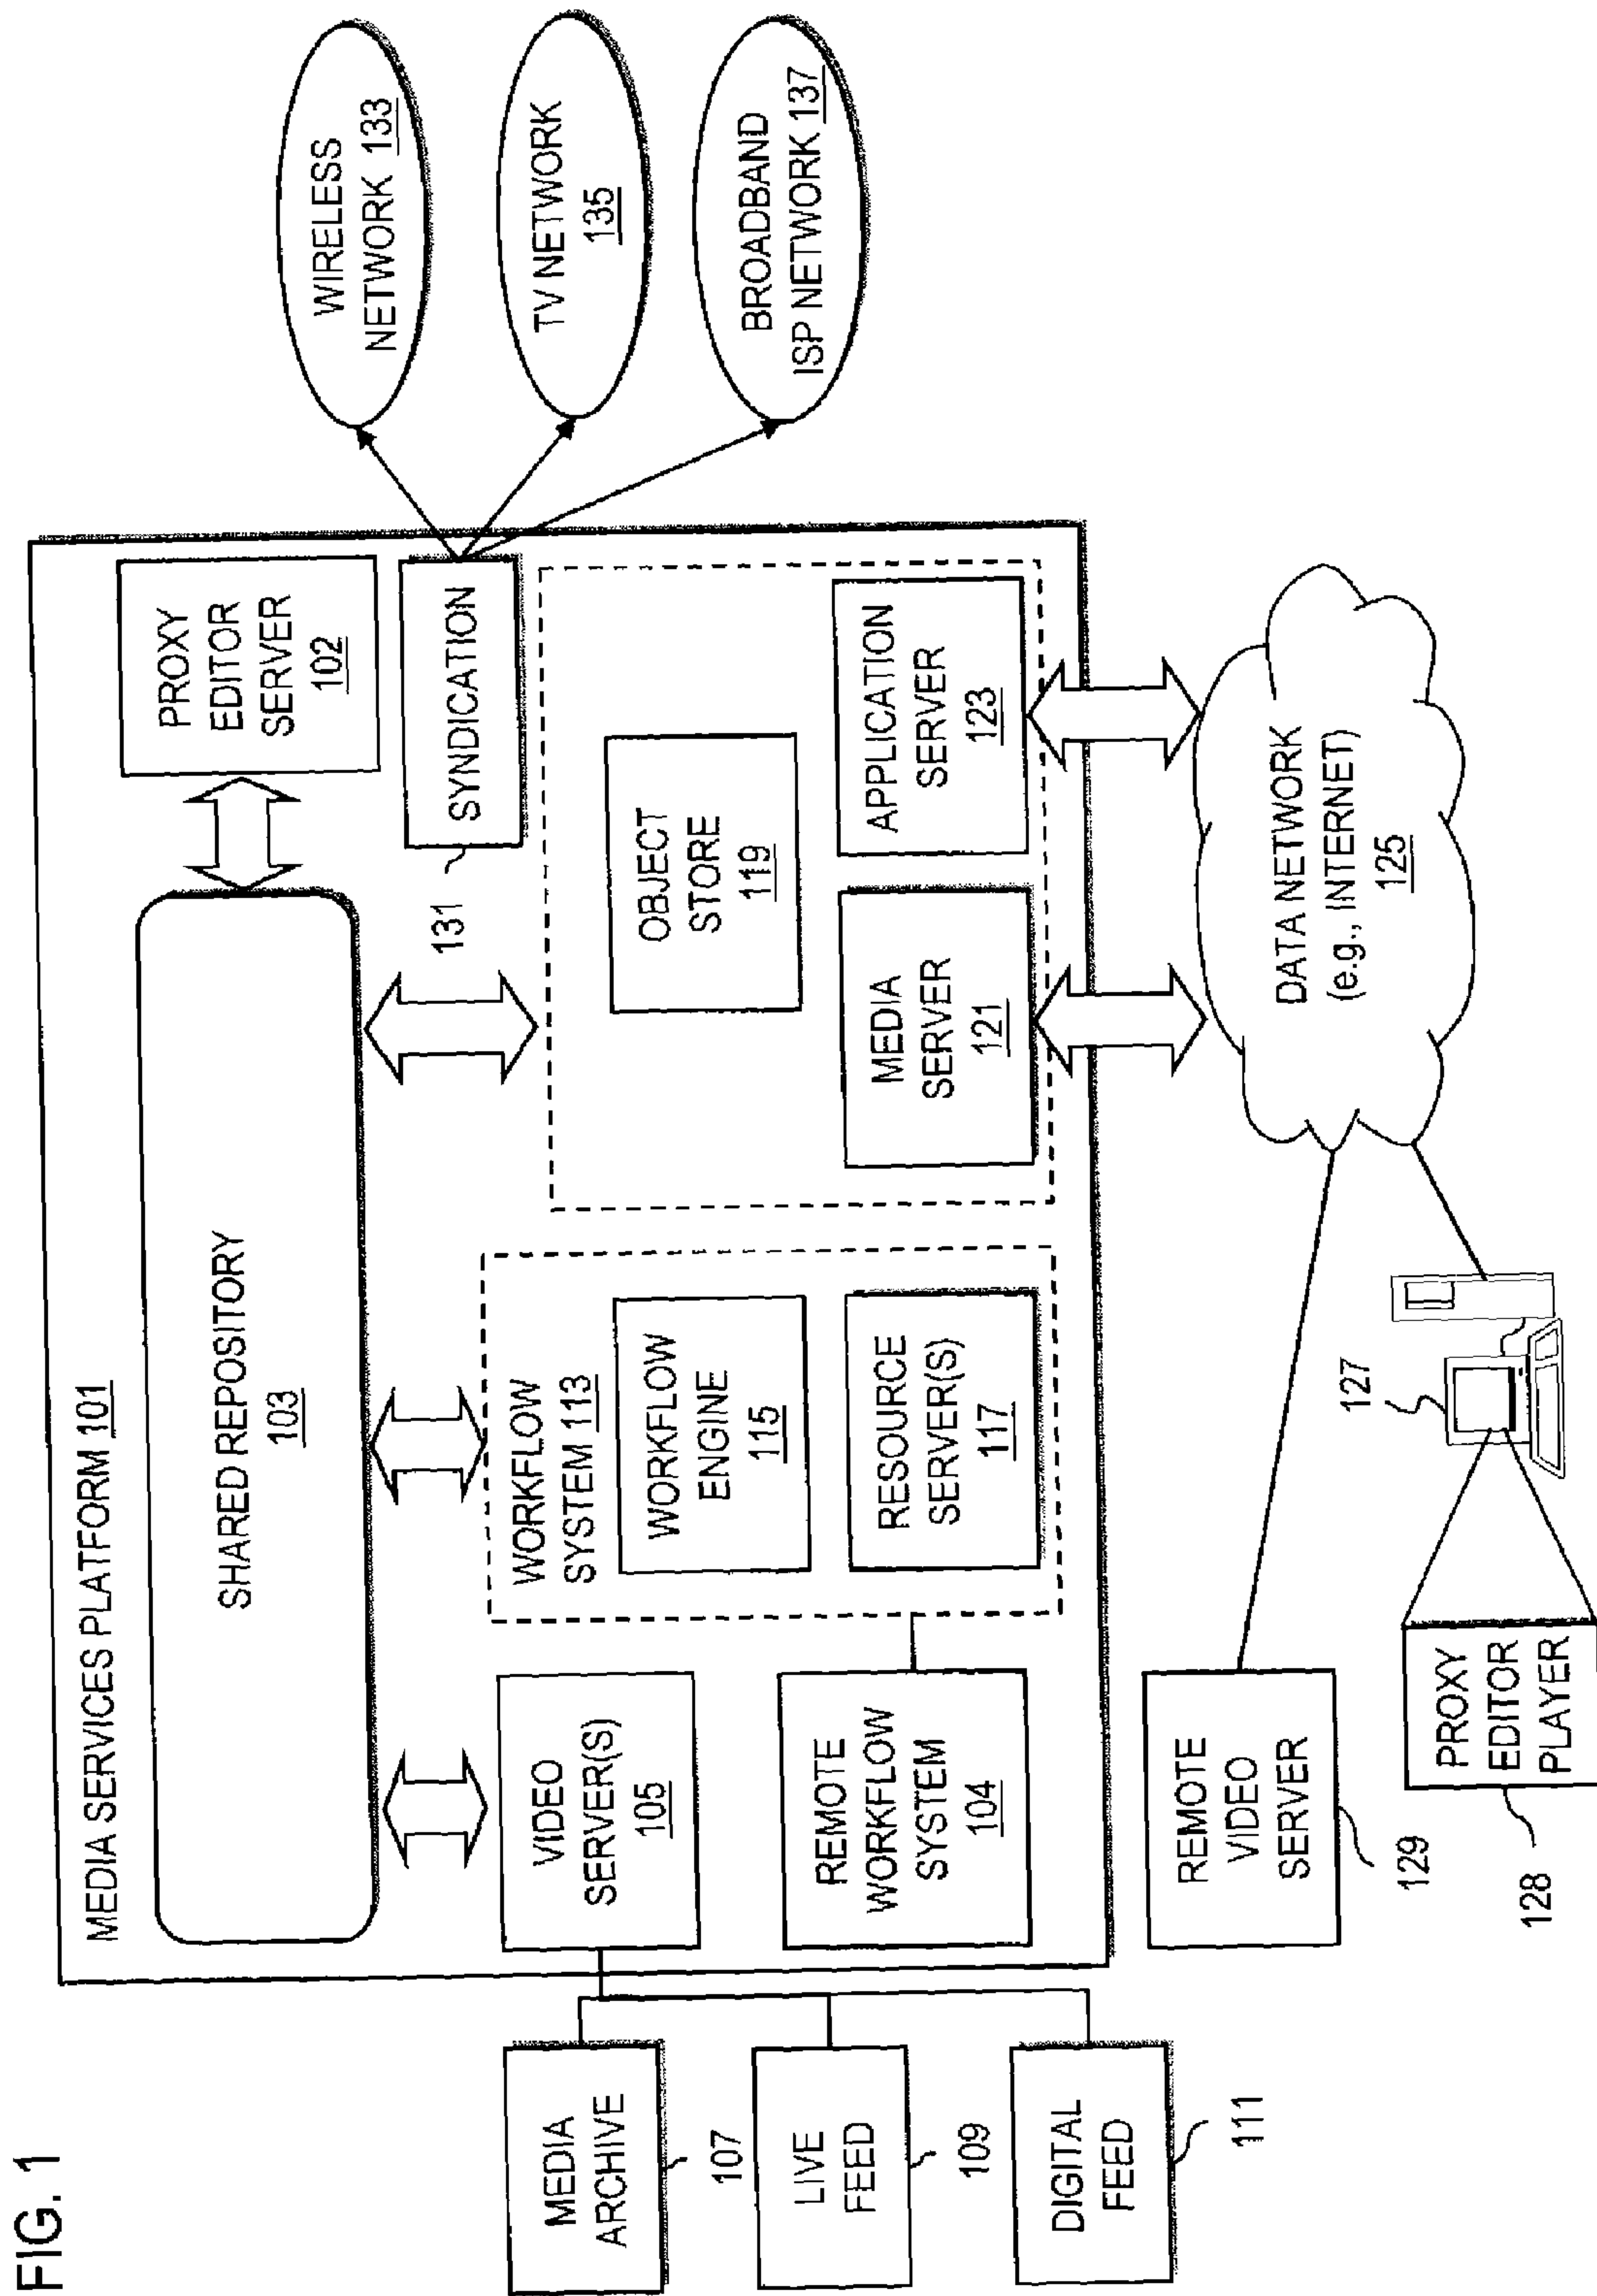 FIG. 1
MEDIA SERVICES PLATFORM 101
SHARED REPOSITORY
103
PROXY
EDITOR
SERVER
102
SYNDICATION
131
WIRELESS
NETWORK 133
TV NETWORK
135
BROADBAND
ISP NETWORK 137
MEDIA
ARCHIVE
107
LIVE
FEED
109
DIGITAL
FEED
111
VIDEO
SERVER(S)
105
REMOTE
WORKFLOW
SYSTEM
104
WORKFLOW
SYSTEM 113
WORKFLOW
ENGINE
115
RESOURCE
SERVER(S)
117
OBJECT
STORE
119
MEDIA
SERVER
121
APPLICATION
SERVER
123
DATA NETWORK
(e.g., INTERNET)
125
REMOTE
VIDEO
SERVER
129
127
PROXY
EDITOR
PLAYER
128